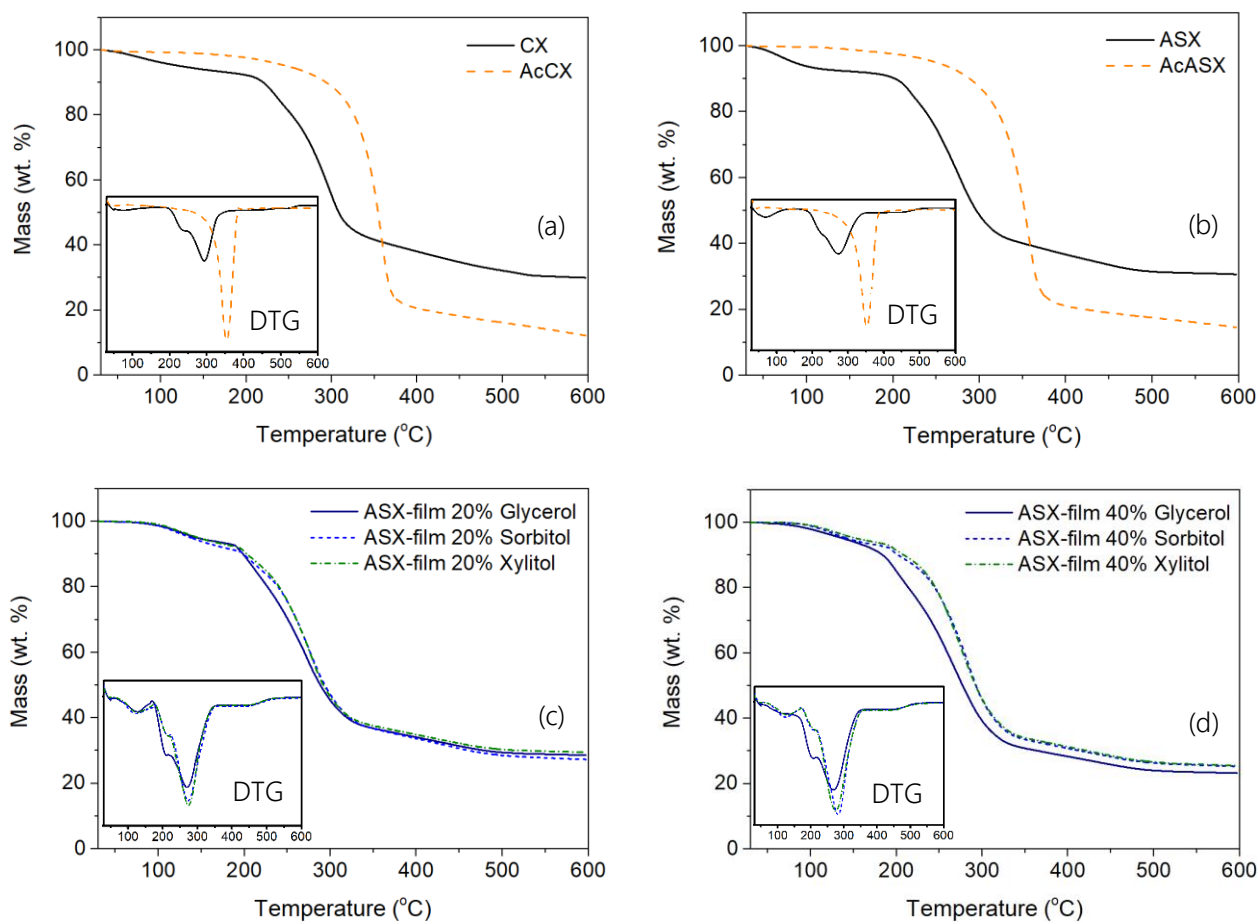 CX
AcCX
100
80
60
40
20
0
Mass (wt. %)
(a)
DTG
100 200 300 400 500 600
100 200 300 400 500 600
Temperature (°C)
ASX
AcASX
100
80
60
40
20
0
Mass (wt. %)
(b)
DTG
100 200 300 400 500 600
100 200 300 400 500 600
Temperature (°C)
ASX-film 20% Glycerol
ASX-film 20% Sorbitol
ASX-film 20% Xylitol
100
80
60
40
20
0
Mass (wt. %)
(c)
DTG
100 200 300 400 500 600
100 200 300 400 500 600
Temperature (°C)
ASX-film 40% Glycerol
ASX-film 40% Sorbitol
ASX-film 40% Xylitol
100
80
60
40
20
0
Mass (wt. %)
(d)
DTG
100 200 300 400 500 600
100 200 300 400 500 600
Temperature (°C)